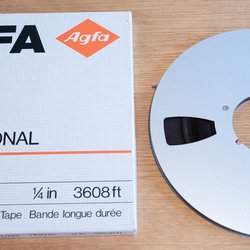 FA
Agfa
ONAL
¼ in 3608 ft
Tape Bande longue durée